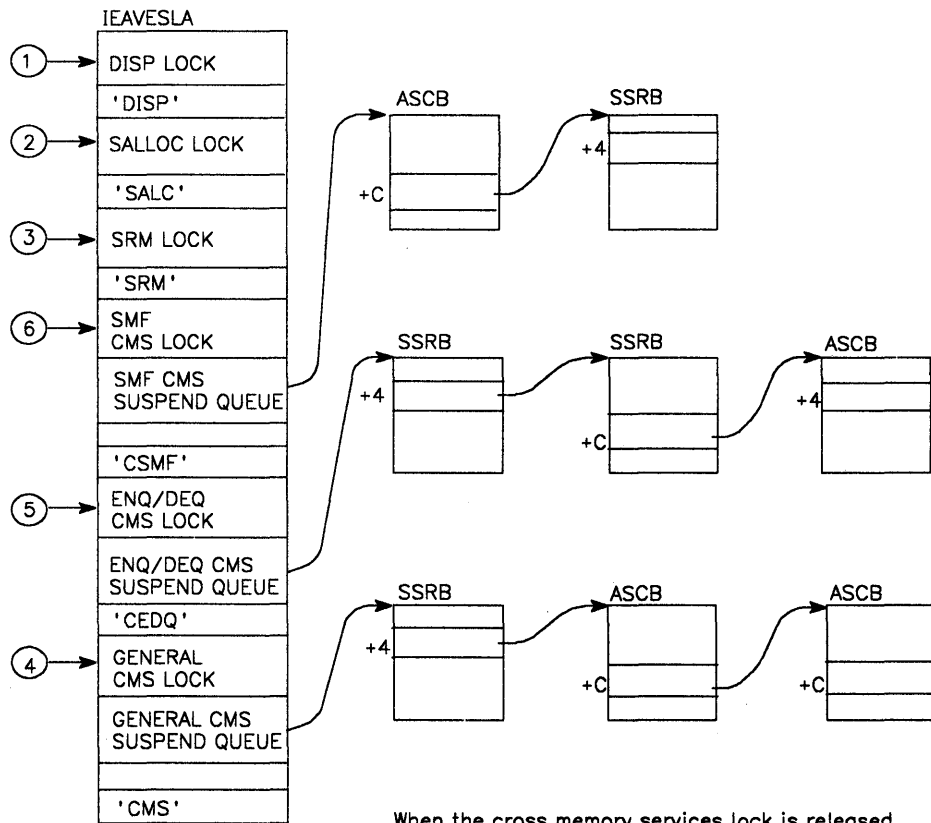 IEAVESLA
1
DISP LOCK
'DISP'
2
SALLOC LOCK
'SALC'
3
SRM LOCK
'SRM'
6
SMF
CMS LOCK
SMF CMS
SUSPEND QUEUE
'CSMF'
5
ENQ/DEQ
CMS LOCK
ENQ/DEQ CMS
SUSPEND QUEUE
'CEDQ'
4
GENERAL
CMS LOCK
GENERAL CMS
SUSPEND QUEUE
'CMS'
ASCB
+C
SSRB
+4
SSRB
+4
SSRB
+C
ASCB
+4
SSRB
+4
ASCB
+C
ASCB
+C
When the cross memory services lock is released